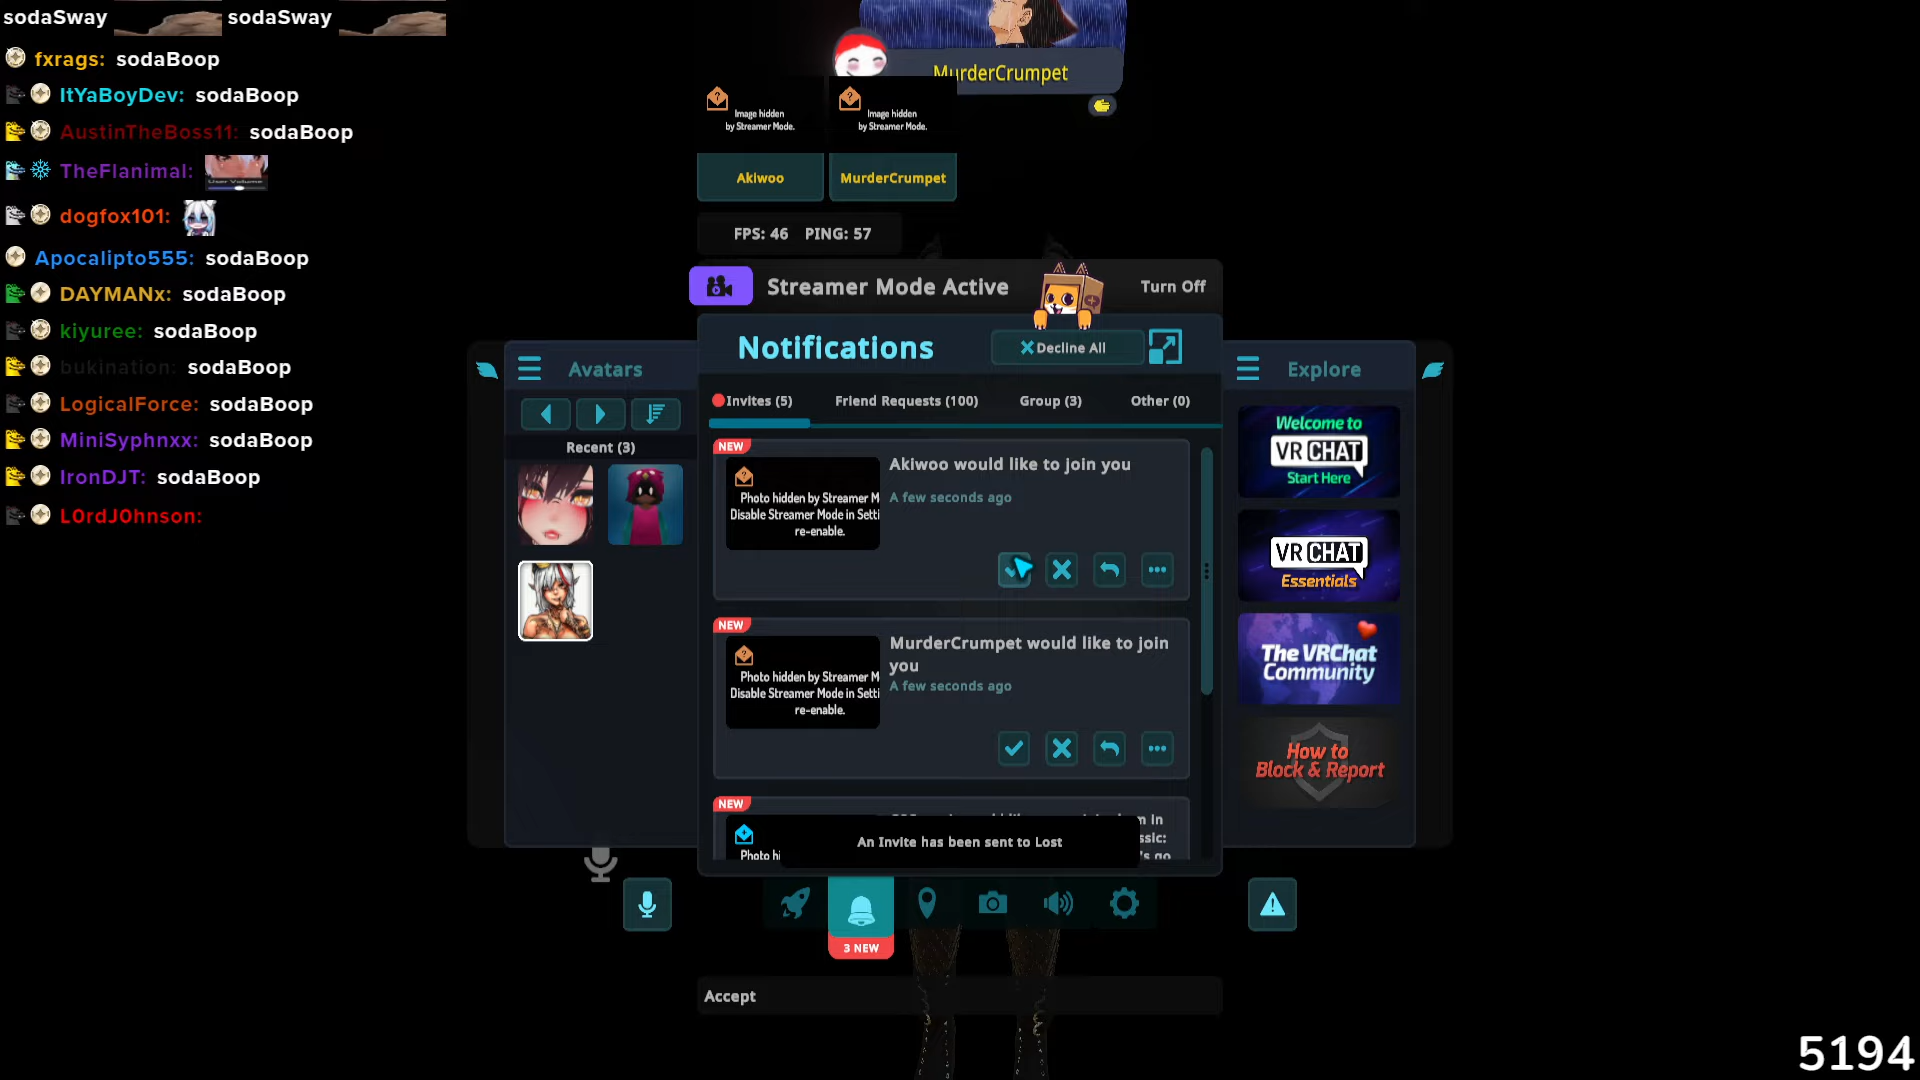 sodaSway sodaSway
fxrags: sodaBoop
ItYaBoyDev: sodaBoop
AustinTheBoss11: sodaBoop
TheFlanimal:
dogfox101:
Apocalipto555: sodaBoop
DAYMANx: sodaBoop
kiyuree: sodaBoop
bukination: sodaBoop
LogicalForce: sodaBoop
MiniSyphnxx: sodaBoop
IronDJT: sodaBoop
L0rdJ0hnson:
MurderCrumpet
Image hidden
by Streamer Mode.
Image hidden
by Streamer Mode.
Akiwoo
MurderCrumpet
FPS: 46 PING: 57
Streamer Mode Active
Turn Off
Notifications
Decline All
Invites (5)
Friend Requests (100)
Group (3)
Other (0)
NEW
Photo hidden by Streamer M
Disable Streamer Mode in Setti
re-enable.
Akiwoo would like to join you
A few seconds ago
NEW
Photo hidden by Streamer M
Disable Streamer Mode in Setti
re-enable.
MurderCrumpet would like to join
you
A few seconds ago
NEW
Photo hi
An Invite has been sent to Lost
3 NEW
Accept
Avatars
Recent (3)
Explore
Welcome to
VRCHAT
Start Here
VRCHAT
Essentials
The VRChat
Community
How to
Block & Report
5194